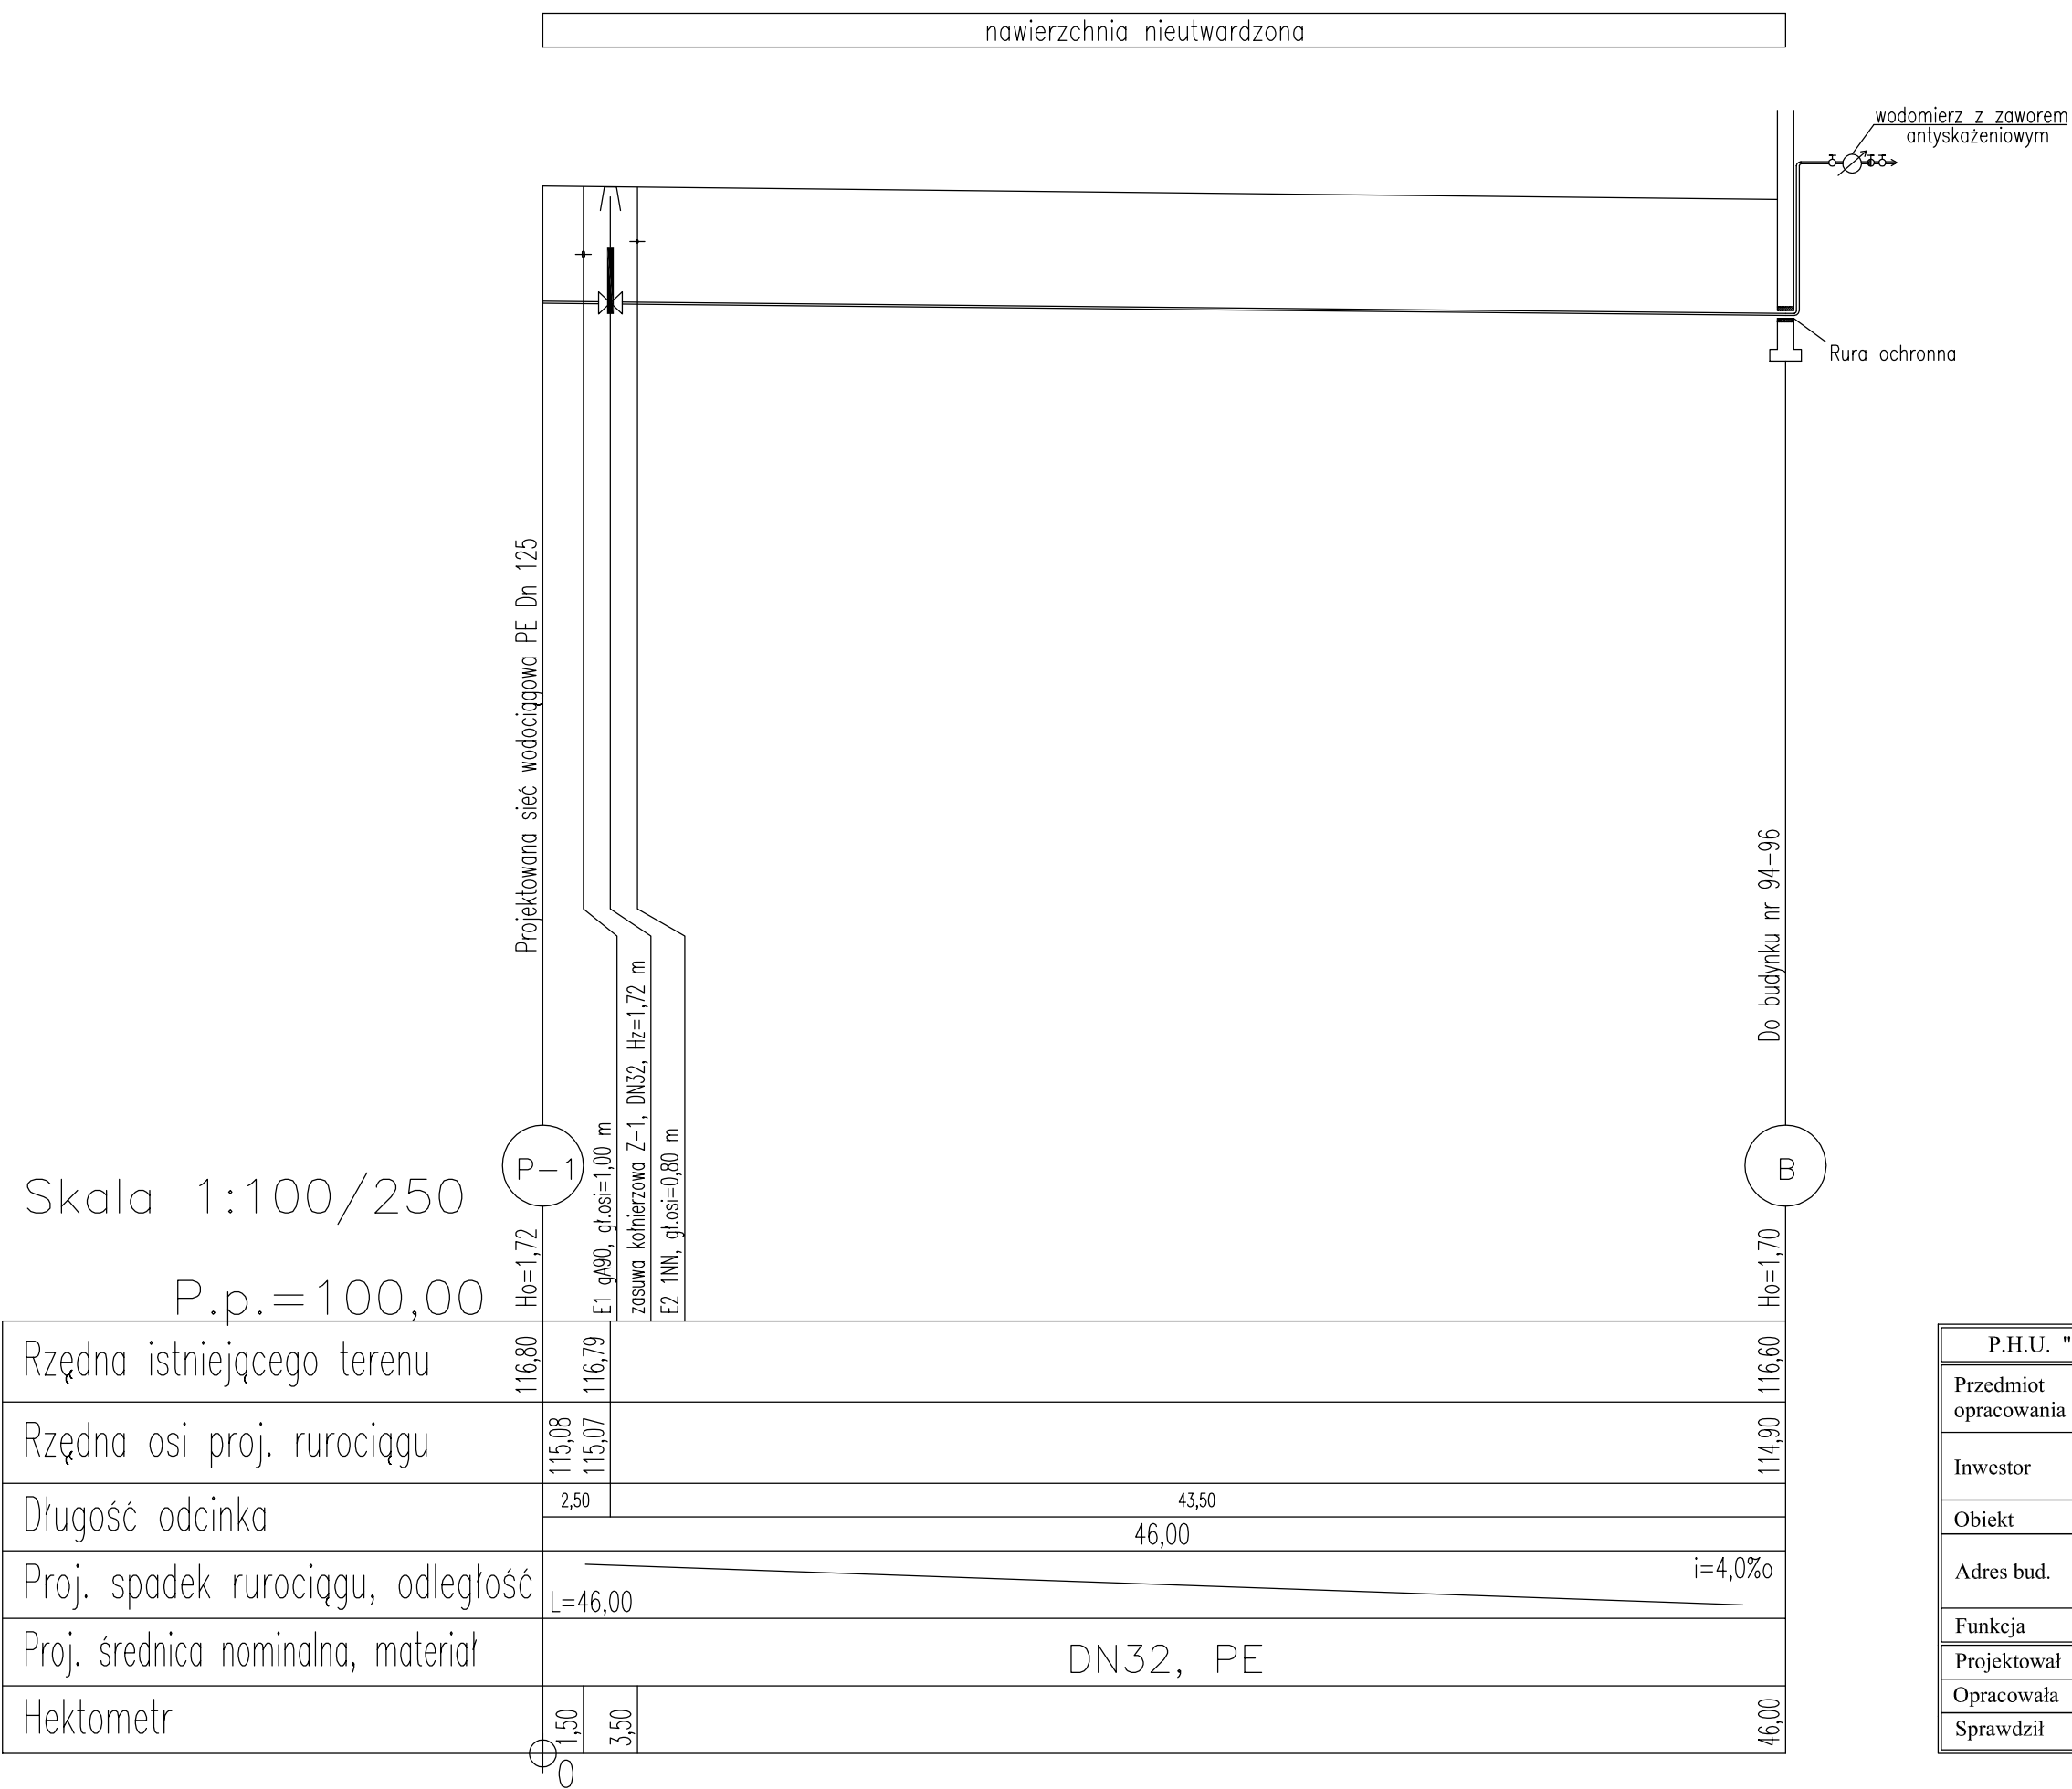 nawierzchnia nieutwardzona
wodomierz z zaworem
antyskażeniowym
Rura ochronna
Projektowana sieć wodociągowa PE Dn 125
Do budynku nr 94-96
E1 gA90, gł.osi=1,00 m
zasuwa kołnierzowa Z-1, DN32, Hz=1,72 m
E2 1NN, gł.osi=0,80 m
P-1
B
Skala 1:100/250
P.p.=100,00
Ho=1,72
Ho=1,70
Rzędna istniejącego terenu
116,80
116,79
116,60
Rzędna osi proj. rurociągu
115,08
115,07
114,90
Długość odcinka
2,50
43,50
46,00
Proj. spadek rurociągu, odległość
L=46,00
i=4,0%o
Proj. średnica nominalna, materiał
DN32, PE
Hektometr
1,50
3,50
46,00
0
P.H.U. "
Przedmiot
opracowania
Inwestor
Obiekt
Adres bud.
Funkcja
Projektował
Opracowała
Sprawdził